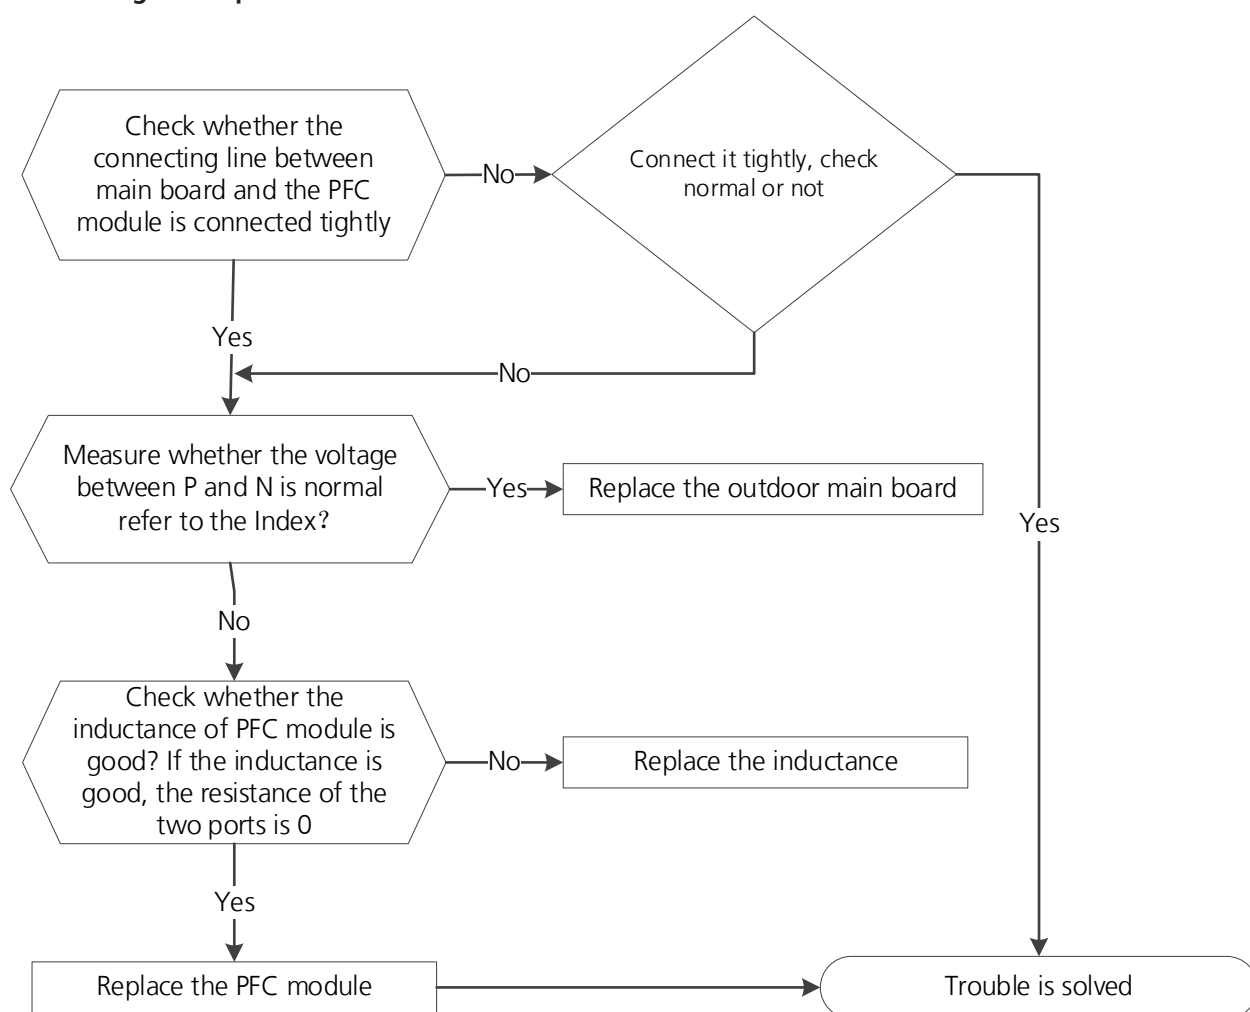 Check whether the
connecting line between
main board and the PFC
module is connected tightly
No
Connect it tightly, check
normal or not
Yes
No
Measure whether the voltage
between P and N is normal
refer to the Index?
Yes
Replace the outdoor main board
Yes
No
Check whether the
inductance of PFC module is
good? If the inductance is
good, the resistance of the
two ports is 0
No
Replace the inductance
Yes
Replace the PFC module
Trouble is solved